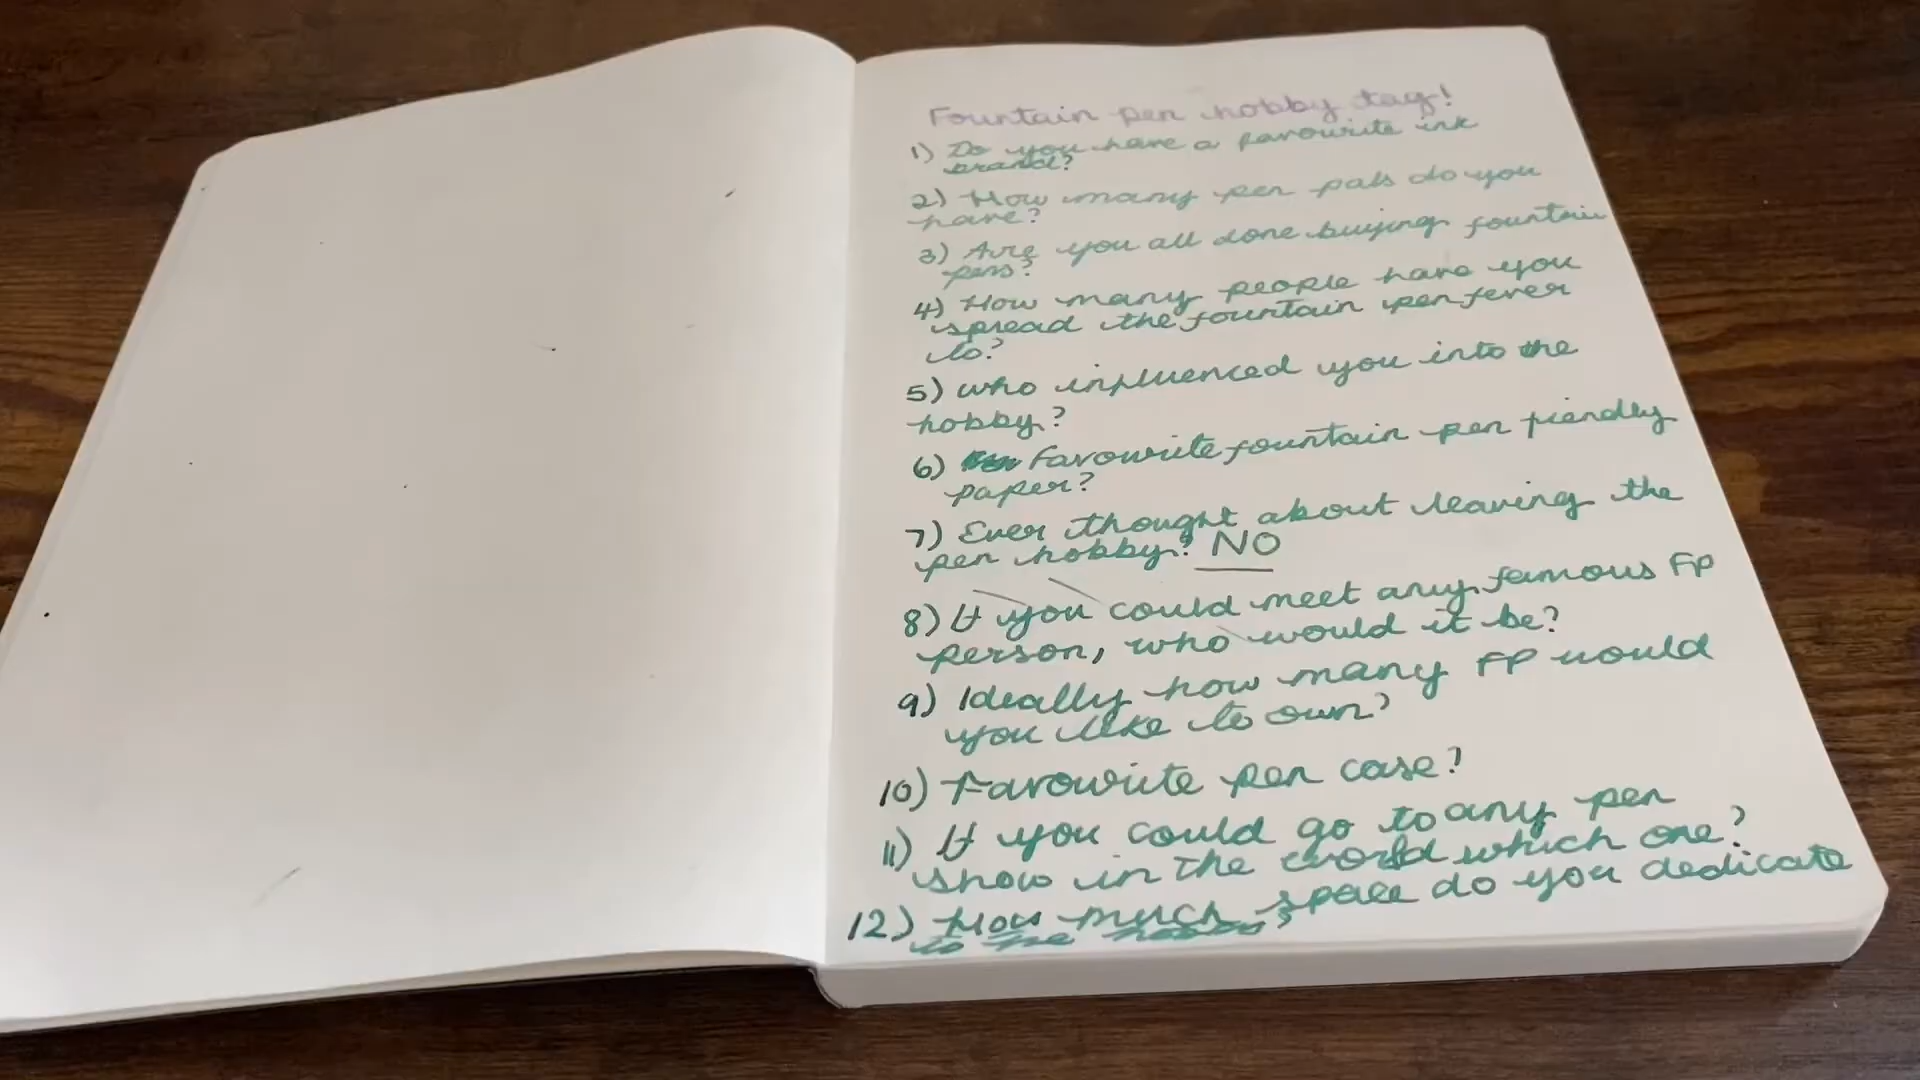 Fountain pen hobby tag!
1) Do you have a favourite ink
brand?
2) How many pen pals do you
have?
3) Are you all done buying fountain
pens?
4) How many people have you
spread the fountain pen fever
to?
5) who influenced you into the
hobby?
6) Favourite fountain pen friendly
paper?
7) Ever thought about leaving the
pen hobby? NO
8) If you could meet any famous FP
person, who would it be?
9) Ideally how many FP would
you like to own?
10) Favourite pen case?
11) If you could go to any pen
show in the world which one?
12) How much space do you dedicate
to the hobby?